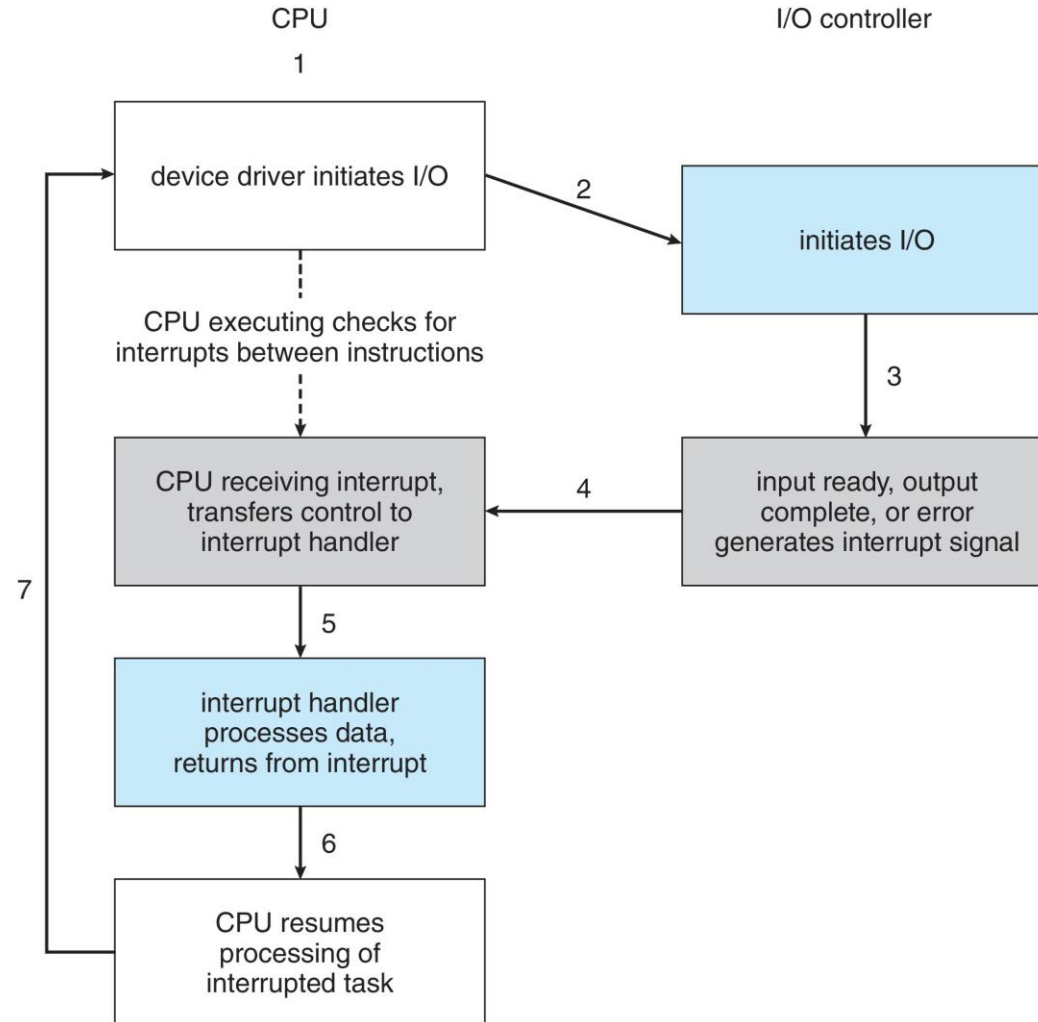 CPU
I/O controller
1
device driver initiates I/O
2
initiates I/O
CPU executing checks for
interrupts between instructions
3
CPU receiving interrupt,
transfers control to
interrupt handler
4
input ready, output
complete, or error
generates interrupt signal
7
5
interrupt handler
processes data,
returns from interrupt
6
CPU resumes
processing of
interrupted task